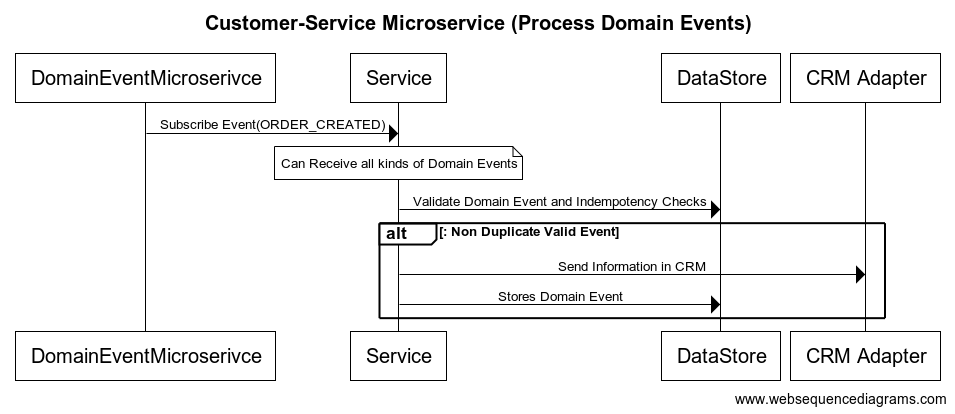 Customer-Service Microservice (Process Domain Events)
DomainEventMicroserivce
Service
DataStore
CRM Adapter
Subscribe Event(ORDER_CREATED)
Can Receive all kinds of Domain Events
Validate Domain Event and Indempotency Checks
alt
[: Non Duplicate Valid Event]
Send Information in CRM
Stores Domain Event
DomainEventMicroserivce
Service
DataStore
CRM Adapter
www.websequencediagrams.com